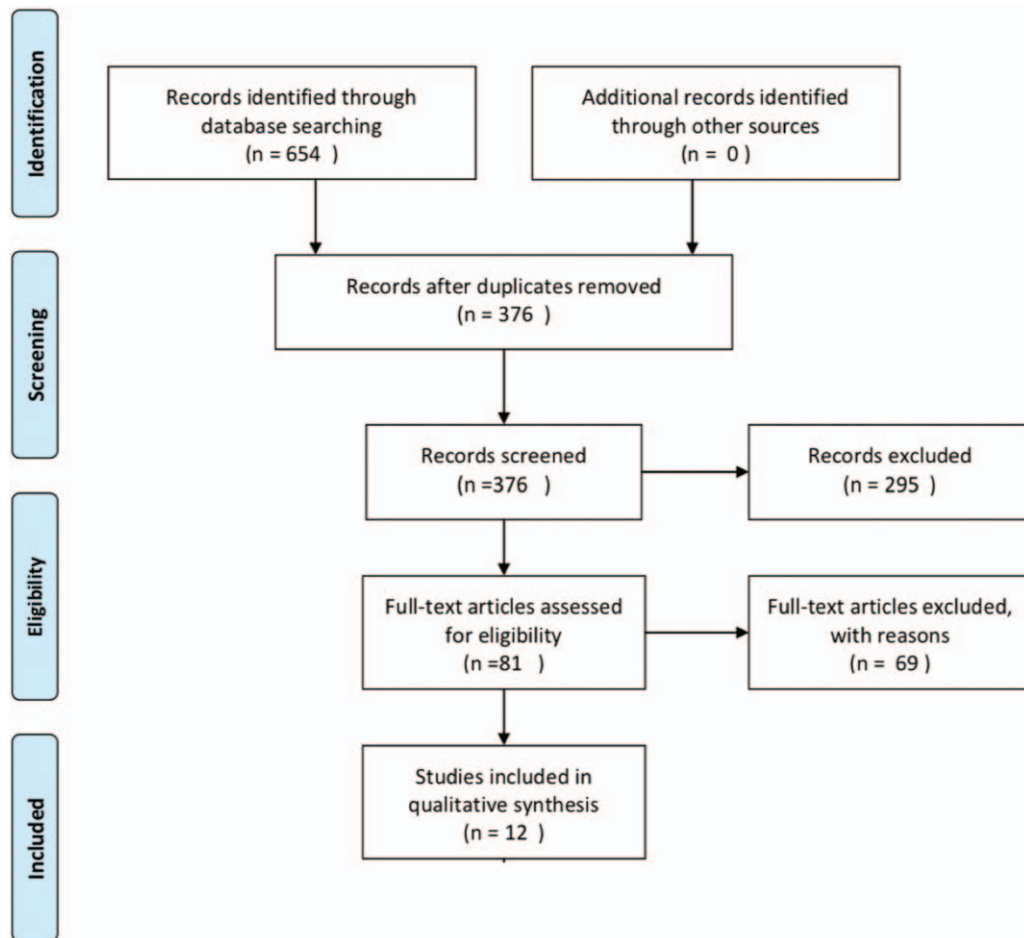 Identification
Records identified through
database searching
(n = 654  )
Additional records identified
through other sources
(n =  0 )
Screening
Records after duplicates removed
(n = 376  )
Records screened
(n =376   )
Records excluded
(n = 295  )
Eligibility
Full-text articles assessed
for eligibility
(n =81   )
Full-text articles excluded,
with reasons
(n =  69  )
Included
Studies included in
qualitative synthesis
(n = 12  )